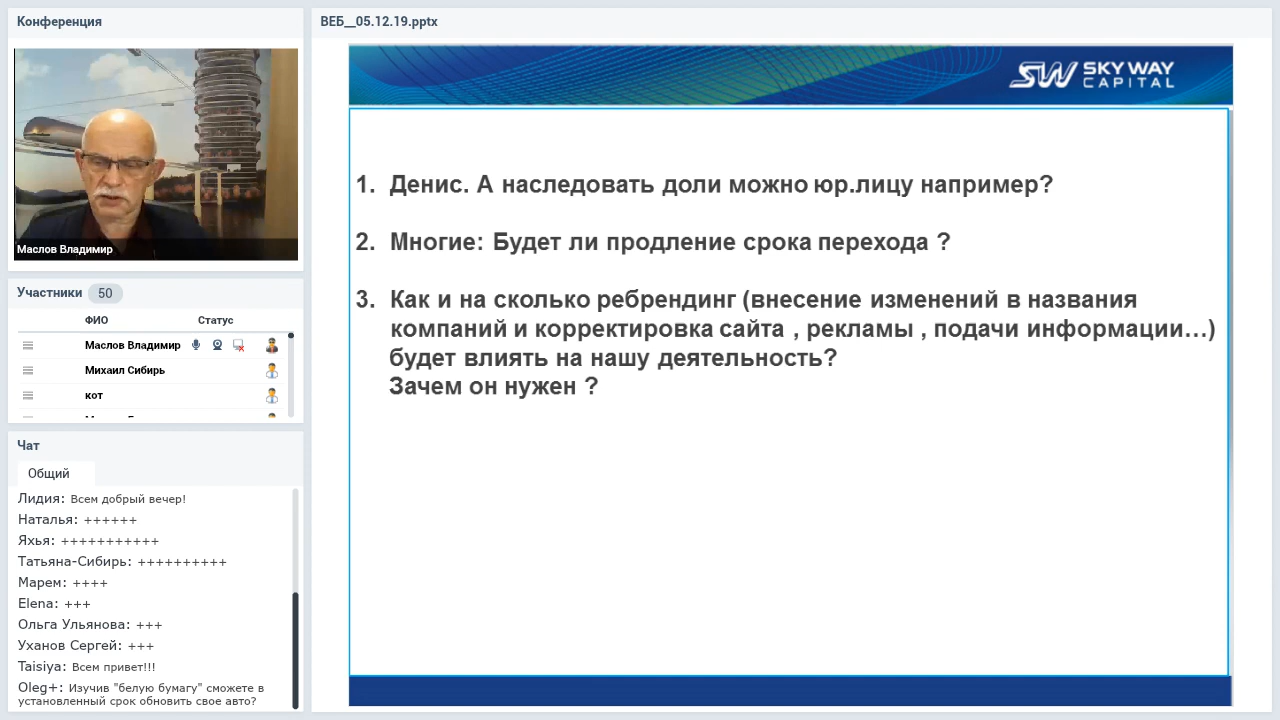 Конференция
Маслов Владимир
Участники 50
ФИО Статус
Маслов Владимир
Михаил Сибирь
кот
Чат
Общий
Лидия: Всем добрый вечер!
Наталья: ++++++
Яхья: +++++++++++
Татьяна-Сибирь: ++++++++++
Марем: ++++
Elena: +++
Ольга Ульянова: +++
Уханов Сергей: +++
Taisiya: Всем привет!!!
Oleg+: Изучив "белую бумагу" сможете в
установленный срок обновить свое авто?
ВЕБ__05.12.19.pptx
SW SKY WAY
CAPITAL
1. Денис. А наследовать доли можно юр.лицу например?
2. Многие: Будет ли продление срока перехода ?
3. Как и на сколько ребрендинг (внесение изменений в названия
компаний и корректировка сайта , рекламы , подачи информации...)
будет влиять на нашу деятельность?
Зачем он нужен ?